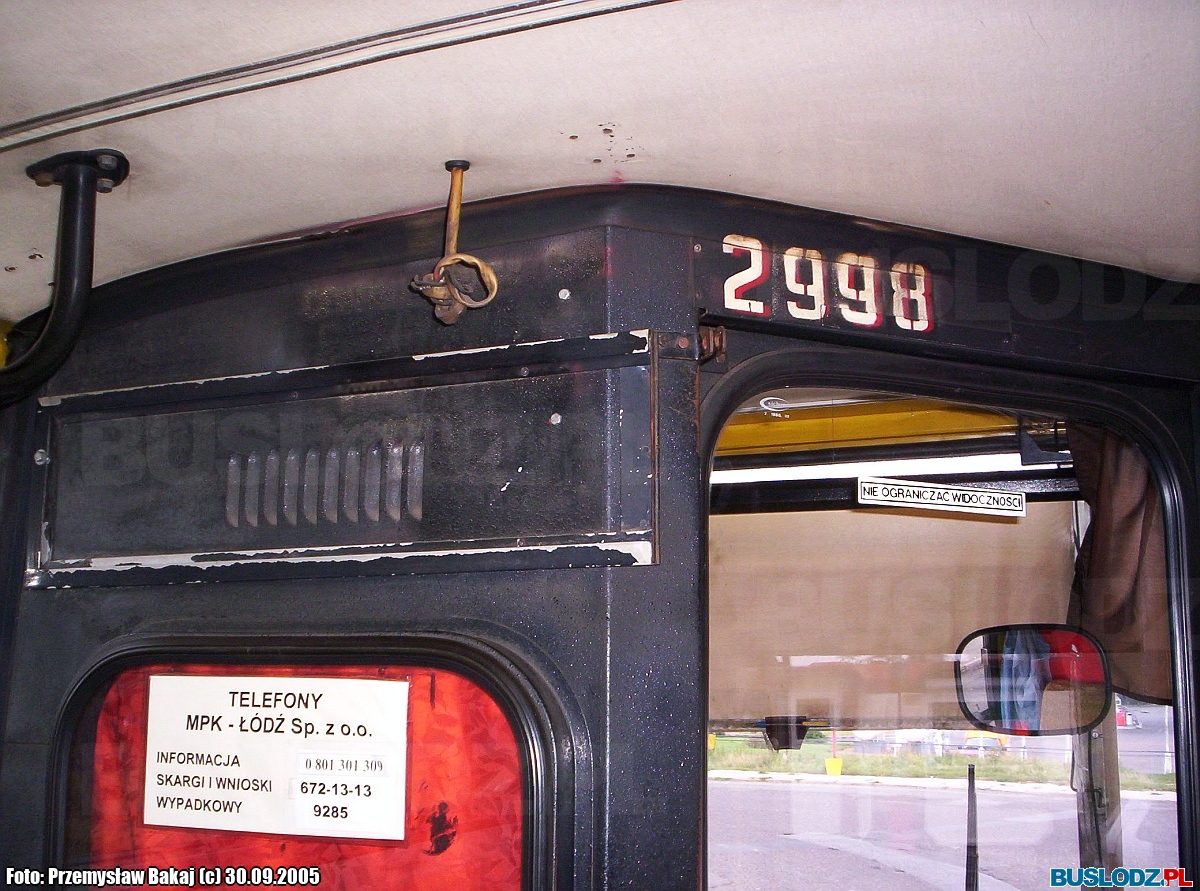 2998
NIE OGRANICZAĆ WIDOCZNOŚCI
TELEFONY
MPK - ŁÓDŹ Sp. z o.o.
INFORMACJA 0 801 301 309
SKARGI I WNIOSKI 672-13-13
WYPADKOWY 9285
Foto: Przemysław Bakaj (c) 30.09.2005
BUSLODZ.PL